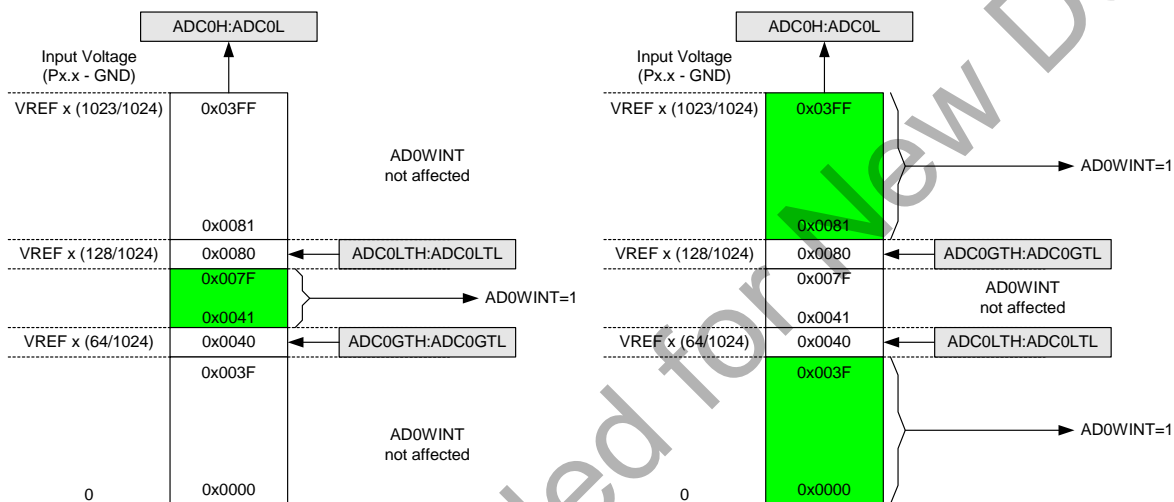 ADC0H:ADC0L
Input Voltage
(Px.x - GND)
VREF x (1023/1024)
0x03FF
AD0WINT
not affected
0x0081
VREF x (128/1024)
0x0080
ADC0LTH:ADC0LTL
0x007F
AD0WINT=1
0x0041
VREF x (64/1024)
0x0040
ADC0GTH:ADC0GTL
0x003F
AD0WINT
not affected
0
0x0000
ADC0H:ADC0L
Input Voltage
(Px.x - GND)
VREF x (1023/1024)
0x03FF
AD0WINT=1
0x0081
VREF x (128/1024)
0x0080
ADC0GTH:ADC0GTL
0x007F
AD0WINT
not affected
0x0041
VREF x (64/1024)
0x0040
ADC0LTH:ADC0LTL
0x003F
AD0WINT=1
0
0x0000
ed for New D